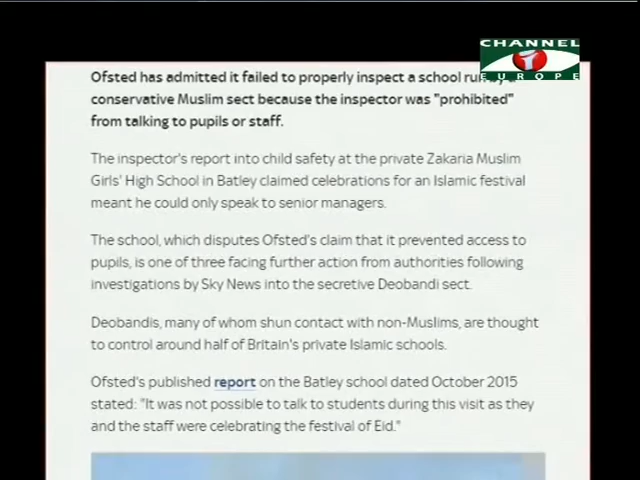 CHANNEL
EUROPE
Ofsted has admitted it failed to properly inspect a school run by a
conservative Muslim sect because the inspector was "prohibited"
from talking to pupils or staff.
The inspector's report into child safety at the private Zakaria Muslim
Girls' High School in Batley claimed celebrations for an Islamic festival
meant he could only speak to senior managers.
The school, which disputes Ofsted's claim that it prevented access to
pupils, is one of three facing further action from authorities following
investigations by Sky News into the secretive Deobandi sect.
Deobandis, many of whom shun contact with non-Muslims, are thought
to control around half of Britain's private Islamic schools.
Ofsted's published report on the Batley school dated October 2015
stated: "It was not possible to talk to students during this visit as they
and the staff were celebrating the festival of Eid."